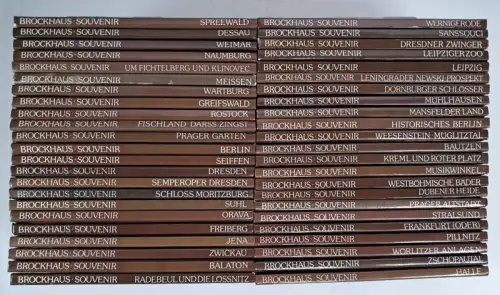 BROCKHAUS·SOUVENIR SPREEWALD
BROCKHAUS·SOUVENIR DESSAU
BROCKHAUS·SOUVENIR WEIMAR
BROCKHAUS·SOUVENIR NAUMBURG
BROCKHAUS·SOUVENIR UM FICHTELBERG UND KLINOVEC
BROCKHAUS·SOUVENIR MEISSEN
BROCKHAUS·SOUVENIR WARTBURG
BROCKHAUS·SOUVENIR GREIFSWALD
BROCKHAUS·SOUVENIR ROSTOCK
BROCKHAUS·SOUVENIR FISCHLAND·DARSS·ZINGST
BROCKHAUS·SOUVENIR PRAGER GÄRTEN
BROCKHAUS·SOUVENIR BERLIN
BROCKHAUS·SOUVENIR SEIFFEN
BROCKHAUS·SOUVENIR DRESDEN
BROCKHAUS·SOUVENIR SEMPEROPER DRESDEN
BROCKHAUS·SOUVENIR SCHLOSS MORITZBURG
BROCKHAUS·SOUVENIR SUHL
BROCKHAUS·SOUVENIR ORAVA
BROCKHAUS·SOUVENIR FREIBERG
BROCKHAUS·SOUVENIR JENA
BROCKHAUS·SOUVENIR ZWICKAU
BROCKHAUS·SOUVENIR BALATON
BROCKHAUS·SOUVENIR RADEBEUL UND DIE LÖSSNITZ
BROCKHAUS·SOUVENIR WERNIGERODE
BROCKHAUS·SOUVENIR SANSSOUCI
BROCKHAUS·SOUVENIR DRESDNER ZWINGER
BROCKHAUS·SOUVENIR LEIPZIGER ZOO
BROCKHAUS·SOUVENIR LEIPZIG
BROCKHAUS·SOUVENIR LENINGRADER NEWSKI PROSPEKT
BROCKHAUS·SOUVENIR DORNBURGER SCHLÖSSER
BROCKHAUS·SOUVENIR MÜHLHAUSEN
BROCKHAUS·SOUVENIR MANSFELDER LAND
BROCKHAUS·SOUVENIR HISTORISCHES BERLIN
BROCKHAUS·SOUVENIR WEESENSTEIN·MÜGLITZTAL
BROCKHAUS·SOUVENIR BAUTZEN
BROCKHAUS·SOUVENIR KREML UND ROTER PLATZ
BROCKHAUS·SOUVENIR MUSIKWINKEL
BROCKHAUS·SOUVENIR WESTBÖHMISCHE BÄDER
BROCKHAUS·SOUVENIR DÜBENER HEIDE
BROCKHAUS·SOUVENIR PRAGER ALTSTADT
BROCKHAUS·SOUVENIR STRALSUND
BROCKHAUS·SOUVENIR FRANKFURT (ODER)
BROCKHAUS·SOUVENIR PILLNITZ
BROCKHAUS·SOUVENIR WÖRLITZER ANLAGEN
BROCKHAUS·SOUVENIR ZSCHOPAUTAL
BROCKHAUS·SOUVENIR HALLE